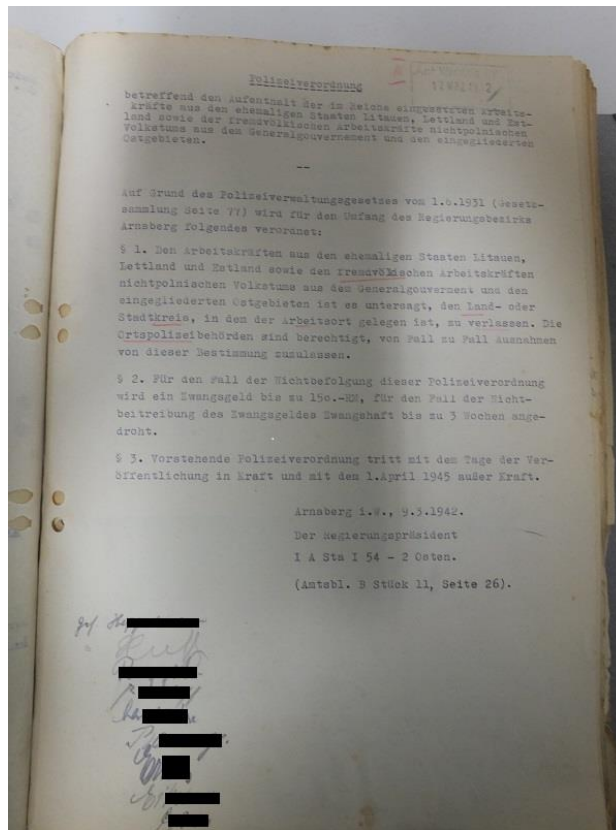 Polizeiverordnung
betreffend den Aufenthalt der im Reiche eingesetzten Arbeits-
kräfte aus den ehemaligen Staaten Litauen, Lettland und Est-
land sowie der fremdvölkischen Arbeitskräfte nichtpolnischen
Volkstums aus dem Generalgouvernement und den eingegliederten
Ostgebieten.
--
Auf Grund des Polizeiverwaltungsgesetzes vom 1.6.1931 (Gesetz-
sammlung Seite 77) wird für den Umfang des Regierungsbezirks
Arnsberg folgendes verordnet:
§ 1. Den Arbeitskräften aus den ehemaligen Staaten Litauen,
Lettland und Estland sowie den fremdvölkischen Arbeitskräften
nichtpolnischen Volkstums aus dem Generalgouvernment und den
eingegliederten Ostgebieten ist es untersagt, den Land- oder
Stadtkreis, in dem der Arbeitsort gelegen ist, zu verlassen. Die
Ortspolizeibehörden sind berechtigt, von Fall zu Fall Ausnahmen
von dieser Bestimmung zuzulassen.
§ 2. Für den Fall der Nichtbefolgung dieser Polizeiverordnung
wird ein Zwangsgeld bis zu 150.-RM, für den Fall der Nicht-
beitreibung des Zwangsgeldes Zwangshaft bis zu 3 Wochen ange-
droht.
§ 3. Vorstehende Polizeiverordnung tritt mit dem Tage der Ver-
öffentlichung in Kraft und mit dem 1.April 1945 außer Kraft.
Arnsberg i.W., 9.3.1942.
Der Regierungspräsident
I A Sta I 54 - 2 Osten.
(Amtsbl. B Stück 11, Seite 26).